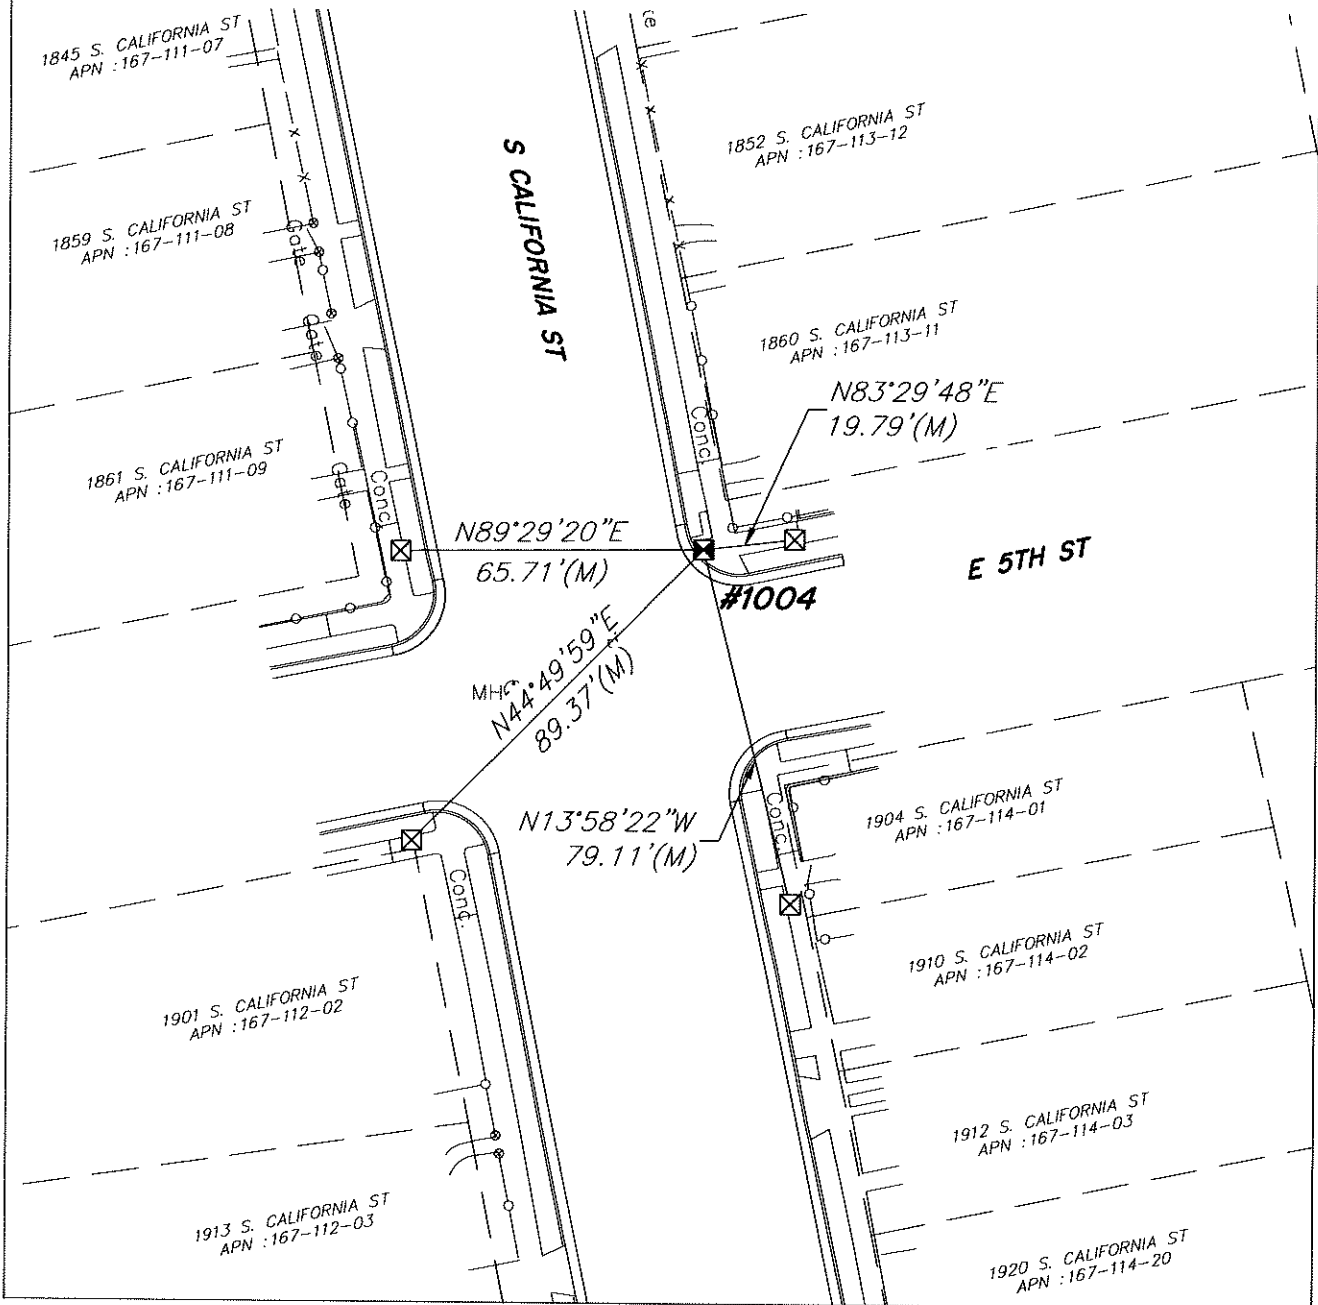 1845 S. CALIFORNIA ST
APN :167-111-07
1859 S. CALIFORNIA ST
APN :167-111-08
Gate
Gate
1861 S. CALIFORNIA ST
APN :167-111-09
Gate
Conc.
S CALIFORNIA ST
1852 S. CALIFORNIA ST
APN :167-113-12
1860 S. CALIFORNIA ST
APN :167-113-11
Conc.
N83°29'48"E
19.79'(M)
N89°29'20"E
65.71'(M)
E 5TH ST
#1004
MH
N44°49'59"E
89.37'(M)
N13°58'22"W
79.11'(M)
Conc.
1904 S. CALIFORNIA ST
APN :167-114-01
Conc.
1910 S. CALIFORNIA ST
APN :167-114-02
1901 S. CALIFORNIA ST
APN :167-112-02
1912 S. CALIFORNIA ST
APN :167-114-03
1913 S. CALIFORNIA ST
APN :167-112-03
1920 S. CALIFORNIA ST
APN :167-114-20